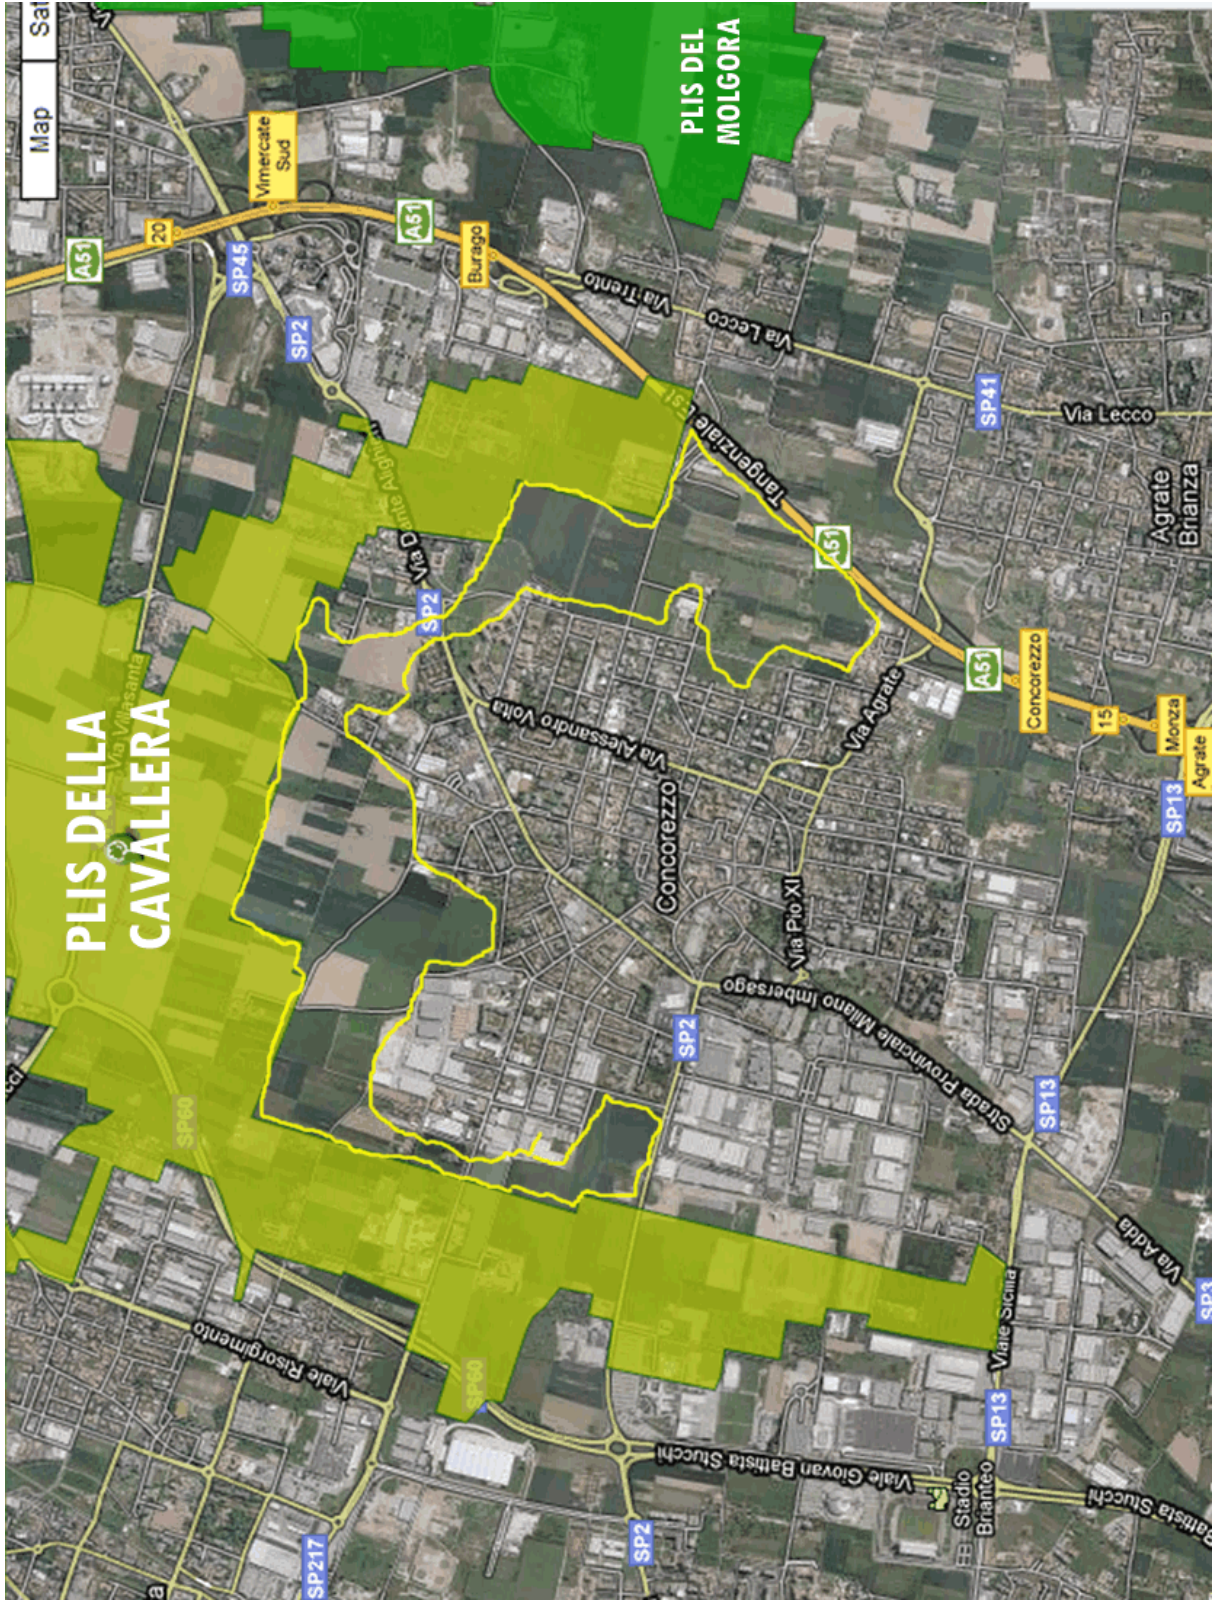 Map
Sat
A51
20
Vimercate
Sud
SP45
A51
SP2
Burago
PLIS DEL
MOLGORA
Via Trento
Via Lecco
SP41
Via Lecco
Agrate
Brianza
Via Dante Alighieri
SP2
Tangenziale Est
A51
A51
Concorezzo
15
Monza
Agrate
SP13
PLIS DELLA
CAVALLERA
Via Villasanta
Via Alessandro Volta
Via Agrate
Concorezzo
Via Pio XI
Strada Provinciale Milano Imbersago
SP2
SP60
SP13
Via Adda
SP3
Viale Sicilia
SP13
Viale Risorgimento
SP60
Viale Giovan Battista Stucchi
Stadio
Brianteo
Battista Stucchi
SP2
SP217